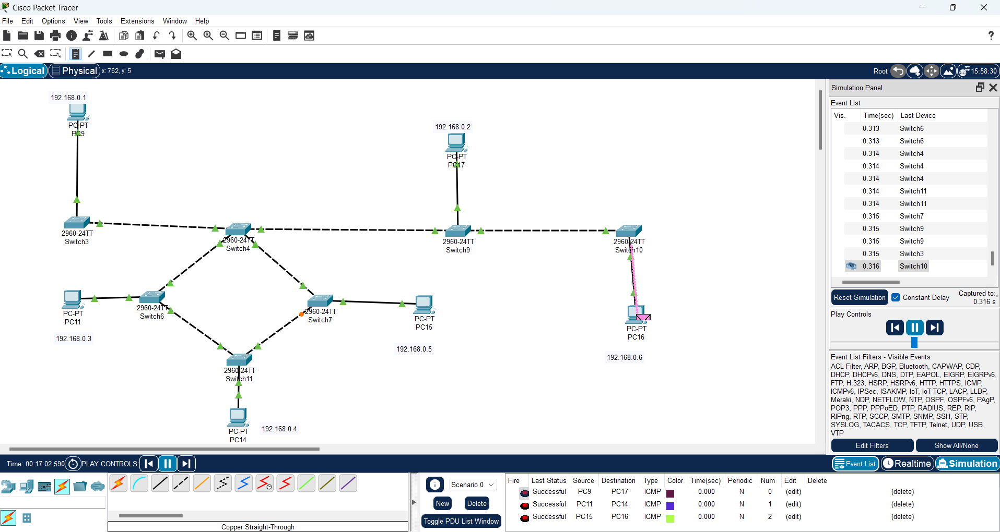 Cisco Packet Tracer
File Edit Options View Tools Extensions Window Help
?
Logical Physical x: 762, y: 5
Root 15:58:30
192.168.0.1
PC-PT
PC9
192.168.0.2
PC-PT
PC17
2960-24TT
Switch3
2960-24TT
Switch4
2960-24TT
Switch9
2960-24TT
Switch10
PC-PT
PC11
192.168.0.3
2960-24TT
Switch6
2960-24TT
Switch7
PC-PT
PC15
192.168.0.5
PC-PT
PC16
192.168.0.6
2960-24TT
Switch11
PC-PT
PC14
192.168.0.4
Simulation Panel
Event List
Vis. Time(sec) Last Device
0.313 Switch6
0.313 Switch6
0.314 Switch4
0.314 Switch4
0.314 Switch4
0.314 Switch11
0.314 Switch11
0.315 Switch7
0.315 Switch9
0.315 Switch9
0.315 Switch3
0.316 Switch10
Reset Simulation Constant Delay Captured to:*
0.316 s
Play Controls
Event List Filters - Visible Events
ACL Filter, ARP, BGP, Bluetooth, CAPWAP, CDP,
DHCP, DHCPv6, DNS, DTP, EAPOL, EIGRP, EIGRPv6,
FTP, H.323, HSRP, HSRPv6, HTTP, HTTPS, ICMP,
ICMPv6, IPSec, ISAKMP, IoT, IoT TCP, LACP, LLDP,
Meraki, NDP, NETFLOW, NTP, OSPF, OSPFv6, PAgP,
POP3, PPP, PPPoED, PTP, RADIUS, REP, RIP,
RIPng, RTP, SCCP, SMTP, SNMP, SSH, STP,
SYSLOG, TACACS, TCP, TFTP, Telnet, UDP, USB,
VTP
Edit Filters Show All/None
Time: 00:17:02.590 PLAY CONTROLS:
Event List Realtime Simulation
Copper Straight-Through
Scenario 0
New Delete
Toggle PDU List Window
Fire Last Status Source Destination Type Color Time(sec) Periodic Num Edit Delete
Successful PC9 PC17 ICMP 0.000 N 0 (edit) (delete)
Successful PC11 PC14 ICMP 0.000 N 1 (edit) (delete)
Successful PC15 PC16 ICMP 0.000 N 2 (edit) (delete)